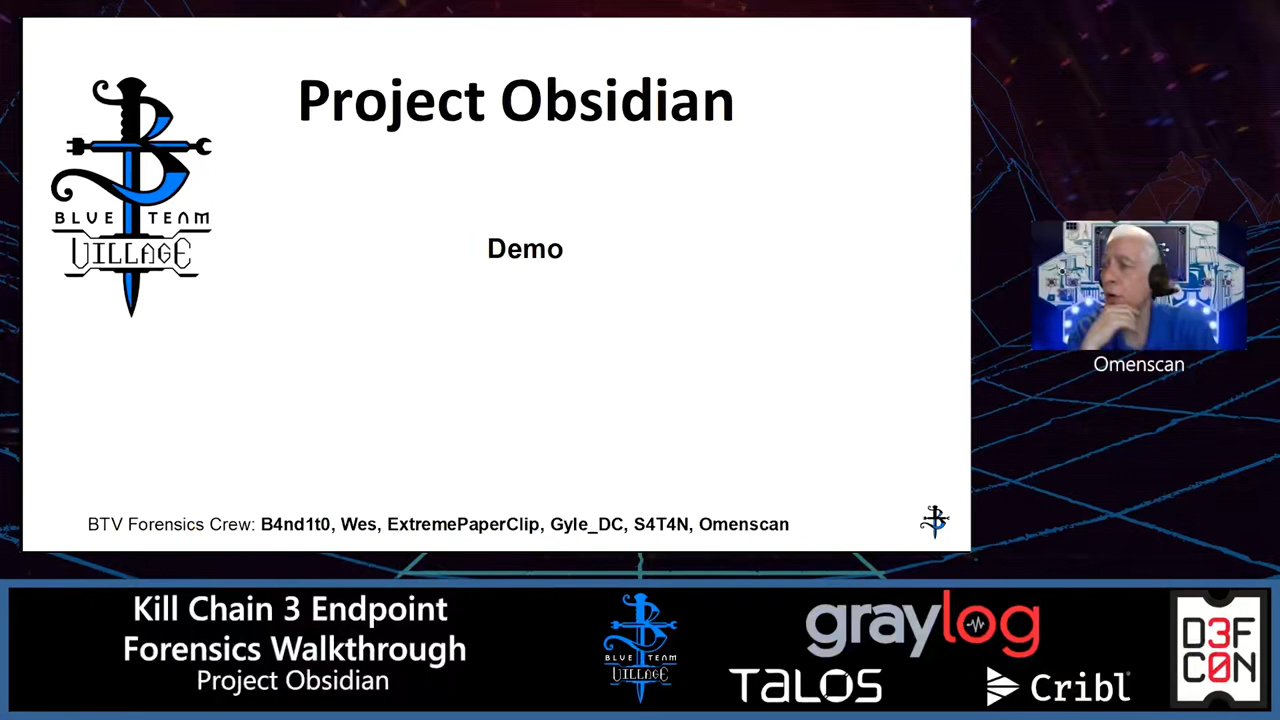 Project Obsidian
BLUE TEAM
VILLAGE
Demo
Omenscan
BTV Forensics Crew: B4nd1t0, Wes, ExtremePaperClip, Gyle_DC, S4T4N, Omenscan
Kill Chain 3 Endpoint
Forensics Walkthrough
Project Obsidian
BLUE TEAM
VILLAGE
graylog
TALOS
Cribl
D3F
C0N